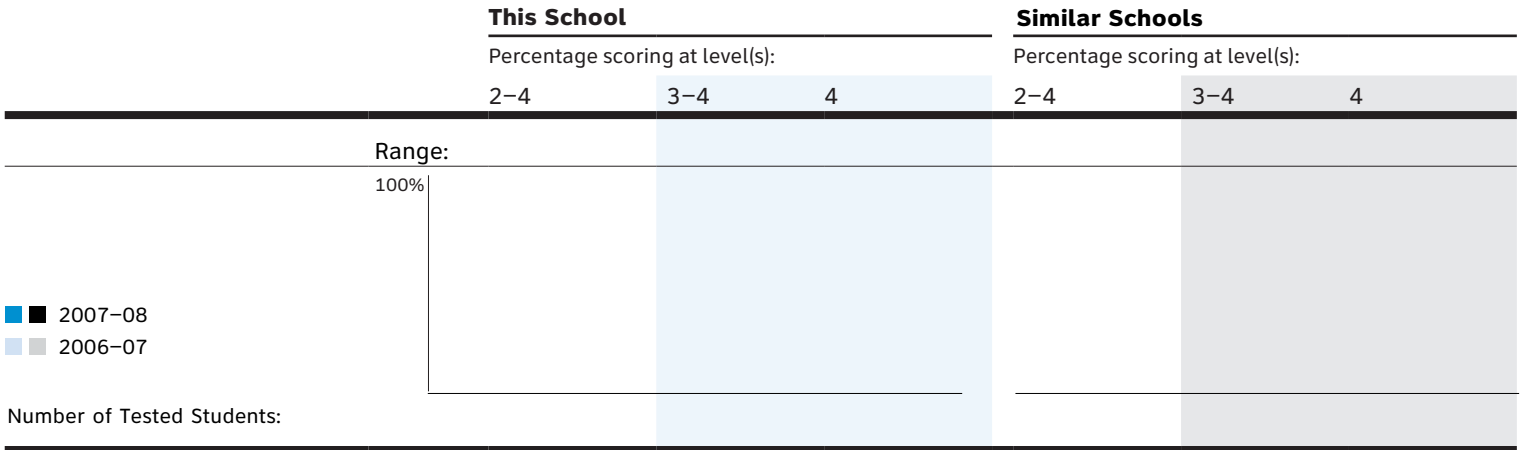 This School Similar Schools
Percentage scoring at level(s): Percentage scoring at level(s):
2–4 3–4 4 2–4 3–4 4
Range:
100%
2007–08
2006–07
Number of Tested Students: